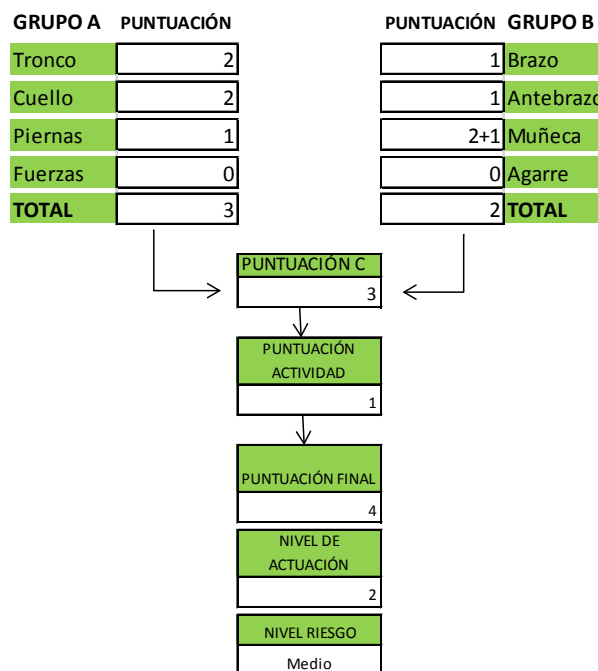 GRUPO A PUNTUACIÓN PUNTUACIÓN GRUPO B
Tronco 2 1 Brazo
Cuello 2 1 Antebrazo
Piernas 1 2+1 Muñeca
Fuerzas 0 0 Agarre
TOTAL 3 2 TOTAL
PUNTUACIÓN C
3
PUNTUACIÓN
ACTIVIDAD
1
PUNTUACIÓN FINAL
4
NIVEL DE
ACTUACIÓN
2
NIVEL RIESGO
Medio